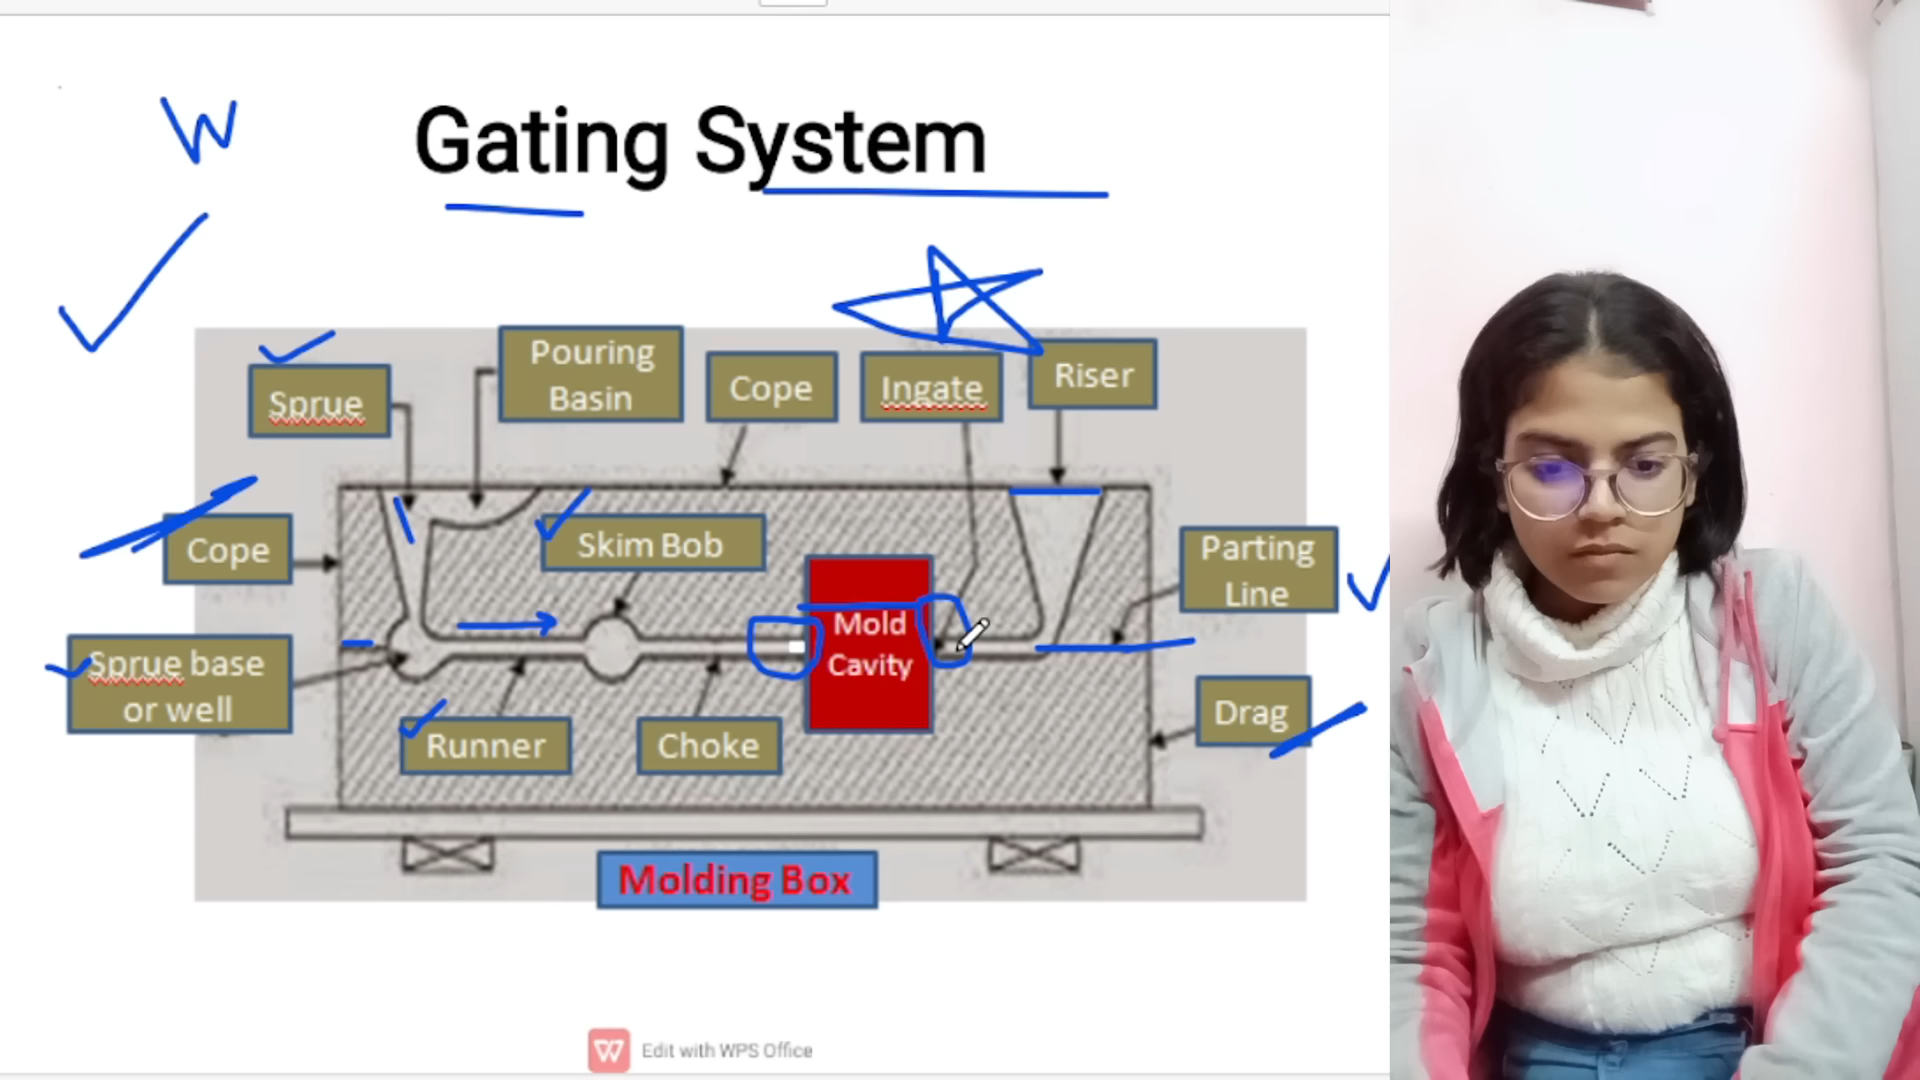 W
Gating System
Sprue
Pouring
Basin
Cope
Ingate
Riser
Cope
Skim Bob
Parting
Line
Mold
Cavity
Sprue base
or well
Runner
Choke
Drag
Molding Box
Edit with WPS Office